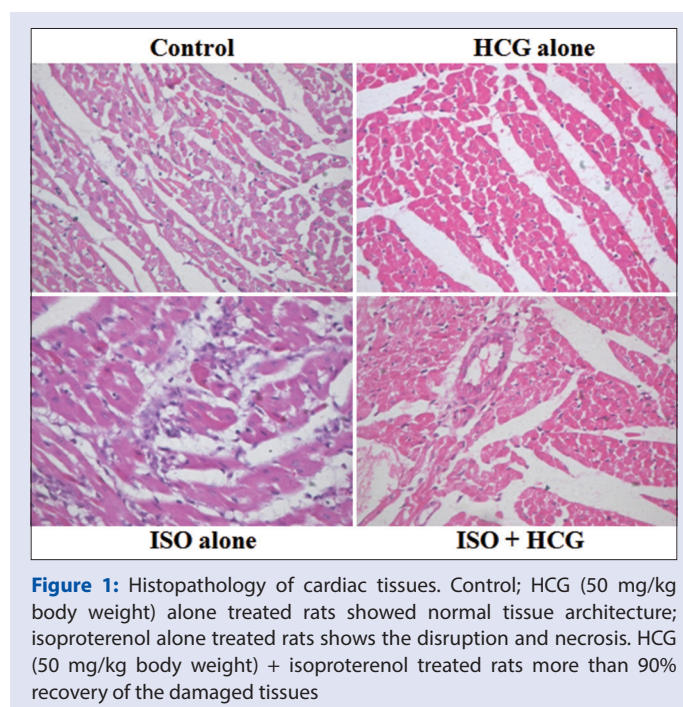 Control
HCG alone
ISO alone
ISO + HCG
Figure 1: Histopathology of cardiac tissues. Control; HCG (50 mg/kg
body weight) alone treated rats showed normal tissue architecture;
isoproterenol alone treated rats shows the disruption and necrosis. HCG
(50 mg/kg body weight) + isoproterenol treated rats more than 90%
recovery of the damaged tissues